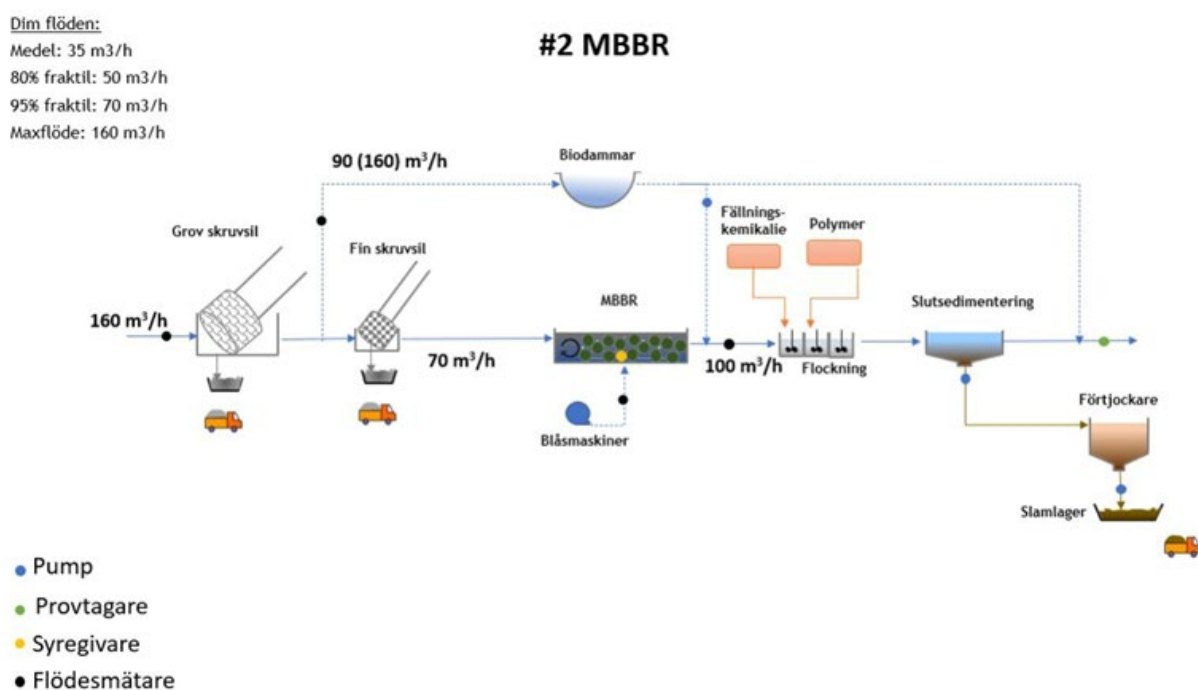 Dim flöden:
Medel: 35 m3/h
80% fraktil: 50 m3/h
95% fraktil: 70 m3/h
Maxflöde: 160 m3/h
#2 MBBR
90 (160) m³/h
Biodammar
Fällnings-
kemikalie
Polymer
Grov skruvsil
Fin skruvsil
MBBR
Slutsedimentering
160 m³/h
70 m³/h
100 m³/h
Flockning
Blåsmaskiner
Förtjockare
Slamlager
Pump
Provtagare
Syregivare
Flödesmätare